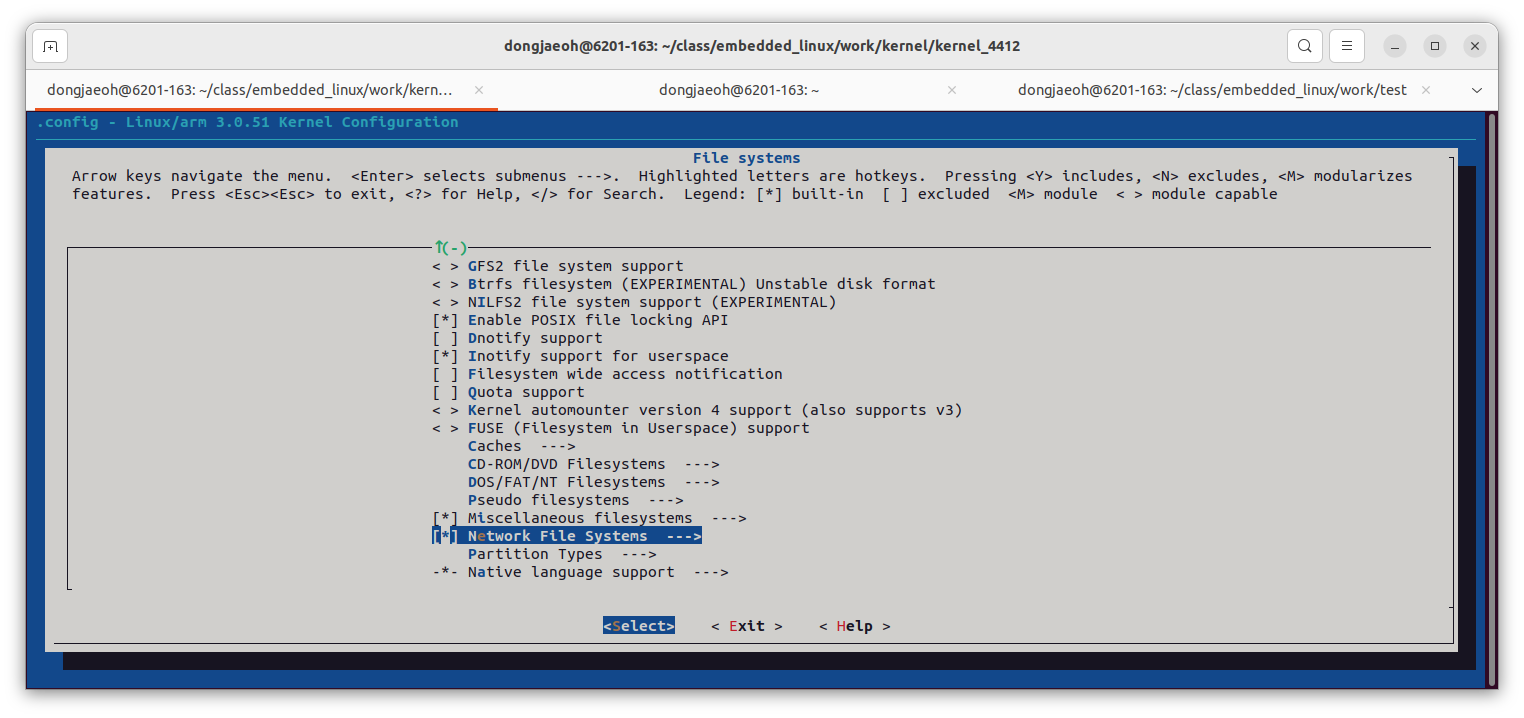 dongjaeoh@6201-163: ~/class/embedded_linux/work/kernel/kernel_4412
dongjaeoh@6201-163: ~/class/embedded_linux/work/kern...
dongjaeoh@6201-163: ~
dongjaeoh@6201-163: ~/class/embedded_linux/work/test
.config - Linux/arm 3.0.51 Kernel Configuration
File systems
Arrow keys navigate the menu.  <Enter> selects submenus --->.  Highlighted letters are hotkeys.  Pressing <Y> includes, <N> excludes, <M> modularizes
features.  Press <Esc><Esc> to exit, <?> for Help, </> for Search.  Legend: [*] built-in  [ ] excluded  <M> module  < > module capable
↑(-)
< > GFS2 file system support
< > Btrfs filesystem (EXPERIMENTAL) Unstable disk format
< > NILFS2 file system support (EXPERIMENTAL)
[*] Enable POSIX file locking API
[ ] Dnotify support
[*] Inotify support for userspace
[ ] Filesystem wide access notification
[ ] Quota support
< > Kernel automounter version 4 support (also supports v3)
< > FUSE (Filesystem in Userspace) support
Caches  --->
CD-ROM/DVD Filesystems  --->
DOS/FAT/NT Filesystems  --->
Pseudo filesystems  --->
[*] Miscellaneous filesystems  --->
[*] Network File Systems  --->
Partition Types  --->
-*- Native language support  --->
<Select>    < Exit >    < Help >